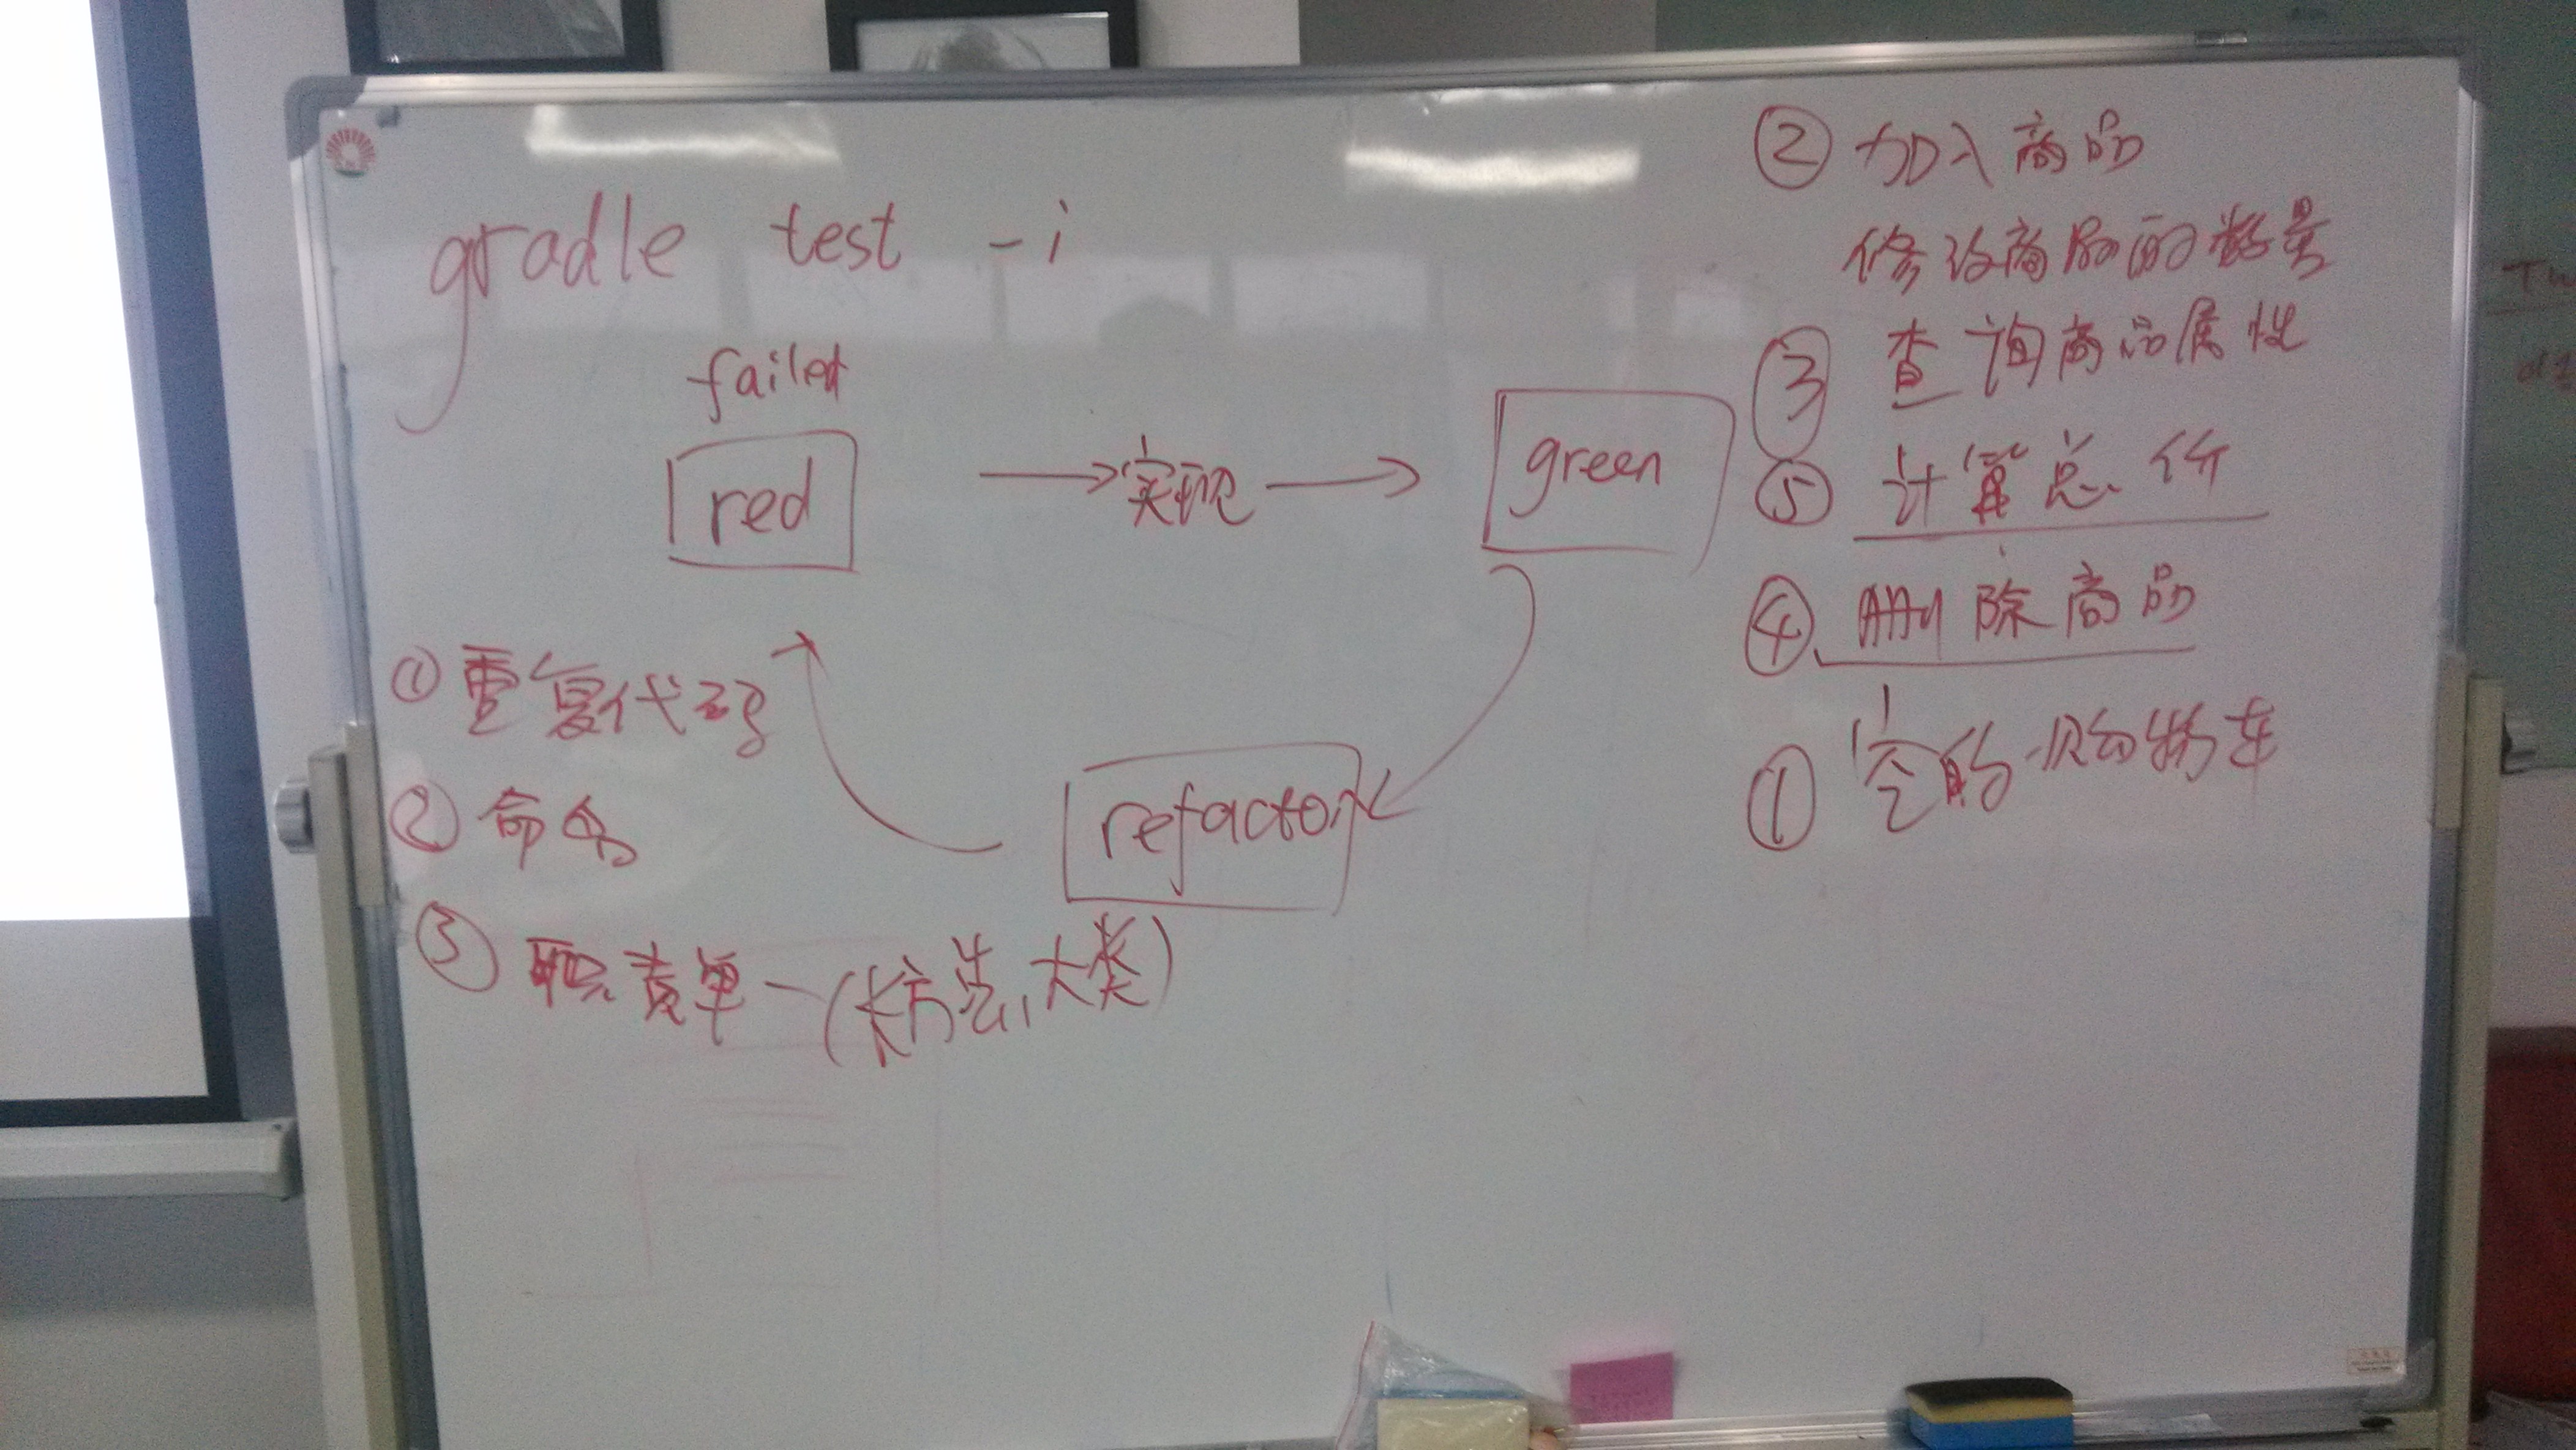 gradle test -i
failed
red → 实现 → green
refactor
① 重复代码
② 命名
③ 职责单一(长方法,大类)
② 加入商品
修改商品的数量
③ 查询商品属性
⑤ 计算总价
④ 删除商品
① 空的购物车